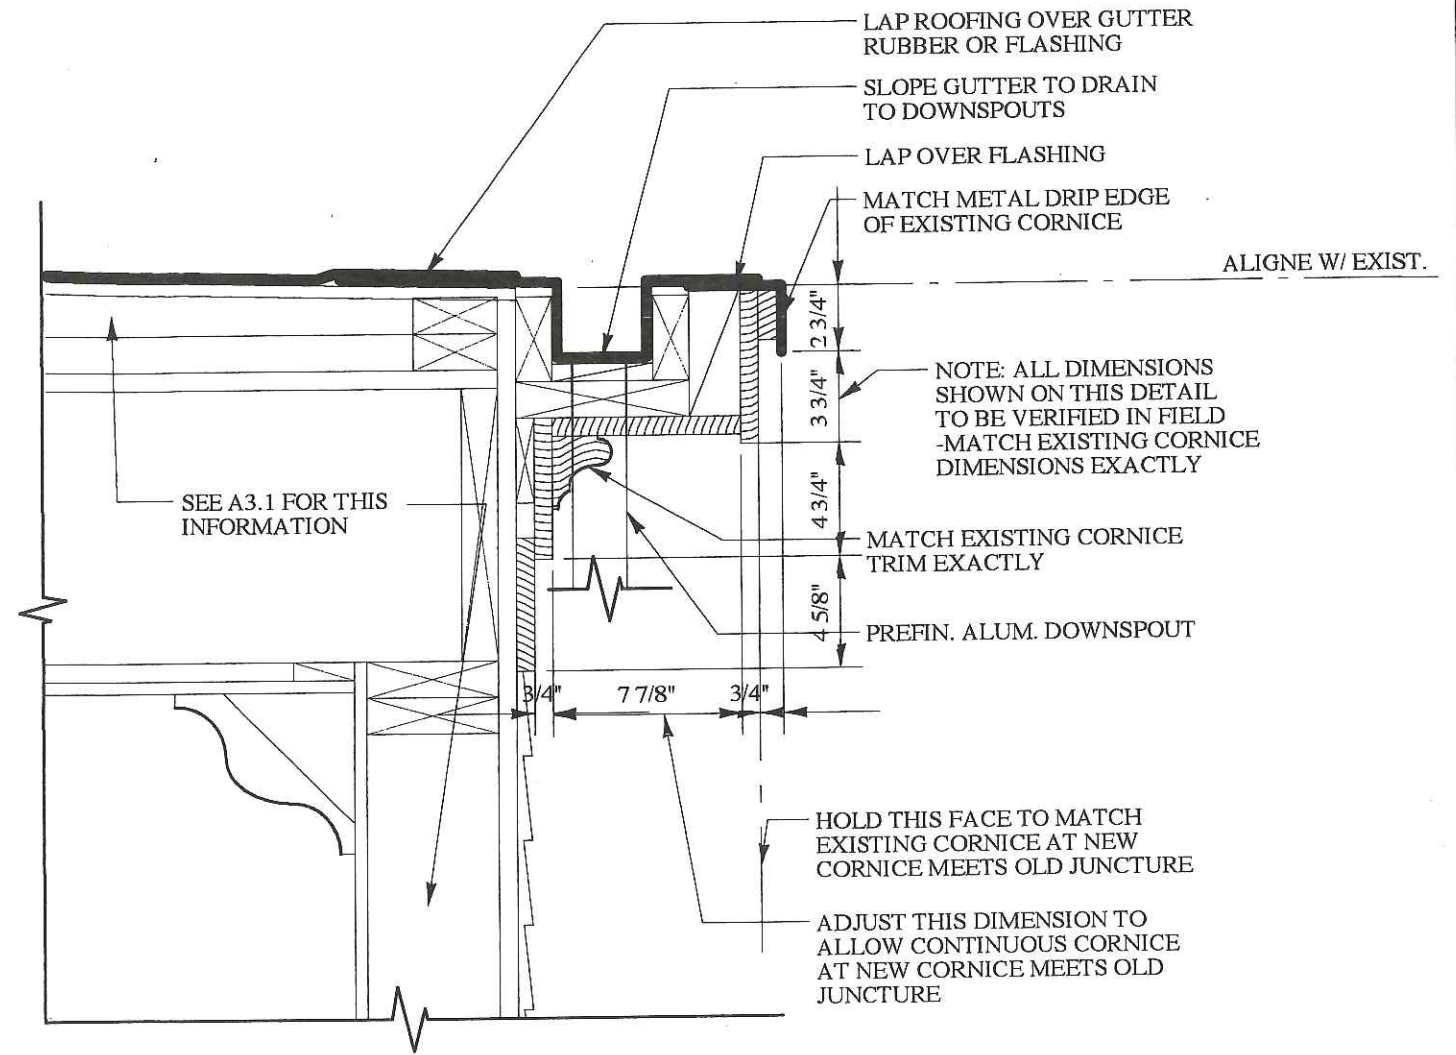 LAP ROOFING OVER GUTTER
RUBBER OR FLASHING
SLOPE GUTTER TO DRAIN
TO DOWNSPOUTS
LAP OVER FLASHING
MATCH METAL DRIP EDGE
OF EXISTING CORNICE
ALIGNE W/ EXIST.
2 3/4"
3 3/4"
4 3/4"
4 5/8"
NOTE: ALL DIMENSIONS
SHOWN ON THIS DETAIL
TO BE VERIFIED IN FIELD
-MATCH EXISTING CORNICE
DIMENSIONS EXACTLY
SEE A3.1 FOR THIS
INFORMATION
MATCH EXISTING CORNICE
TRIM EXACTLY
PREFIN. ALUM. DOWNSPOUT
3/4"
7 7/8"
3/4"
HOLD THIS FACE TO MATCH
EXISTING CORNICE AT NEW
CORNICE MEETS OLD JUNCTURE
ADJUST THIS DIMENSION TO
ALLOW CONTINUOUS CORNICE
AT NEW CORNICE MEETS OLD
JUNCTURE